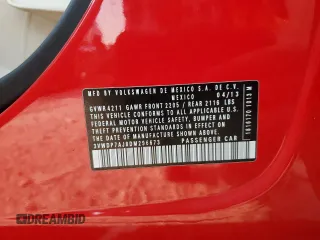 MFD BY VOLKSWAGEN DE MEXICO S.A. DE C.V.
MEXICO 04/13
GVWR 4211 GAWR FRONT 2205 / REAR 2116 LBS
THIS VEHICLE CONFORMS TO ALL APPLICABLE
FEDERAL MOTOR VEHICLE SAFETY, BUMPER AND
THEFT PREVENTION STANDARDS IN EFFECT ON
THE DATE OF MANUFACTURE SHOWN ABOVE.
PASSENGER CAR
AUTOBIDMASTER